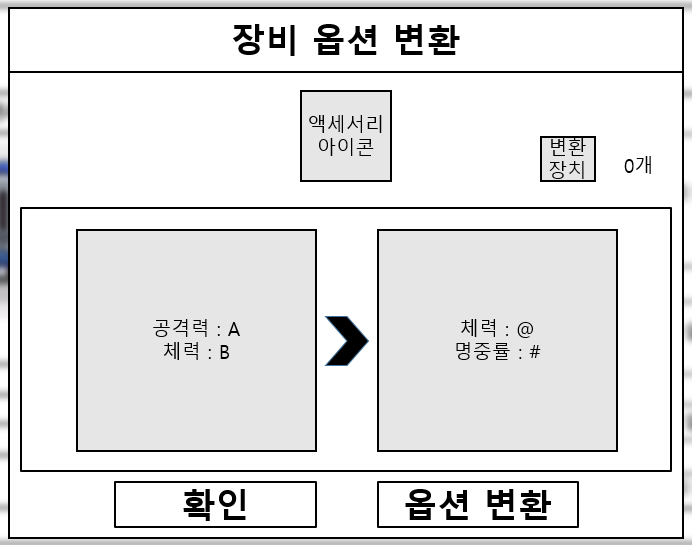 장비 옵션 변환
액세서리
아이콘
변환
장치
0개
공격력 : A
체력 : B
체력 : @
명중률 : #
확인
옵션 변환